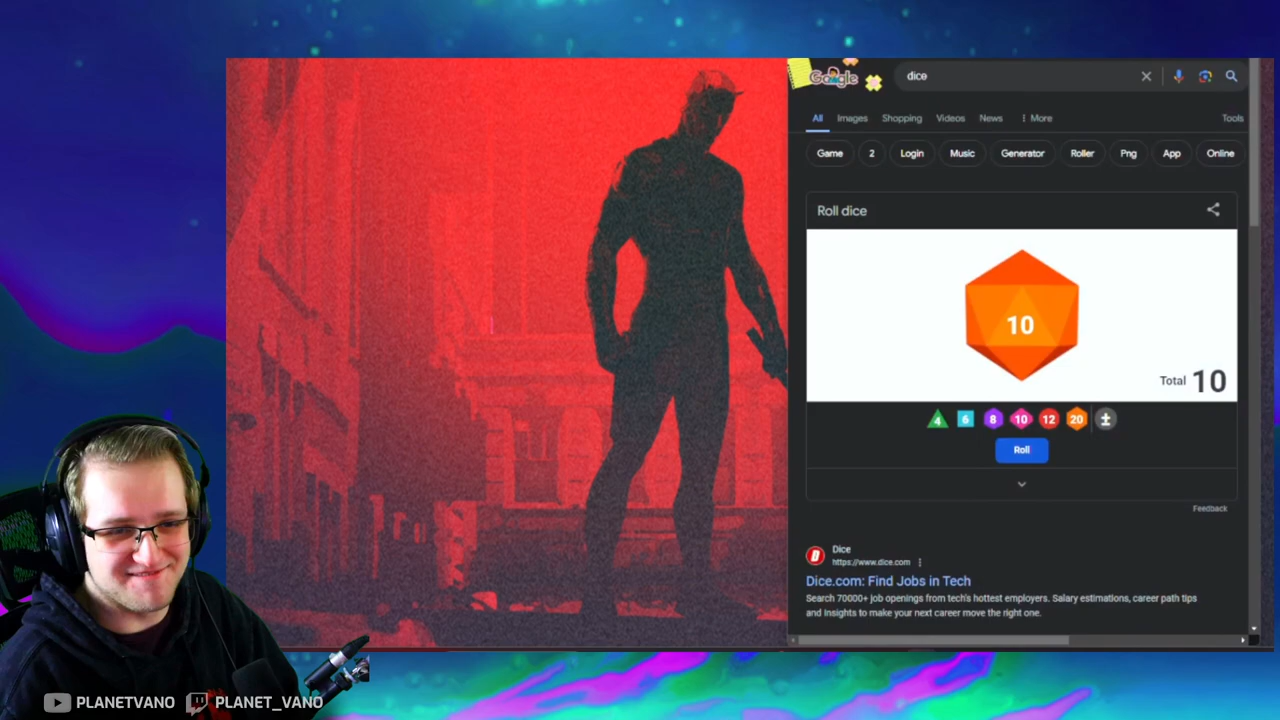 Google
dice
All Images Shopping Videos News More Tools
Game 2 Login Music Generator Roller Png App Online
Roll dice
10
Total 10
4 6 8 10 12 20 ±
Roll
Feedback
Dice
https://www.dice.com
Dice.com: Find Jobs in Tech
Search 70000+ job openings from tech's hottest employers. Salary estimations, career path tips
and insights to make your next career move the right one.
PLANETVANO PLANET_VANO